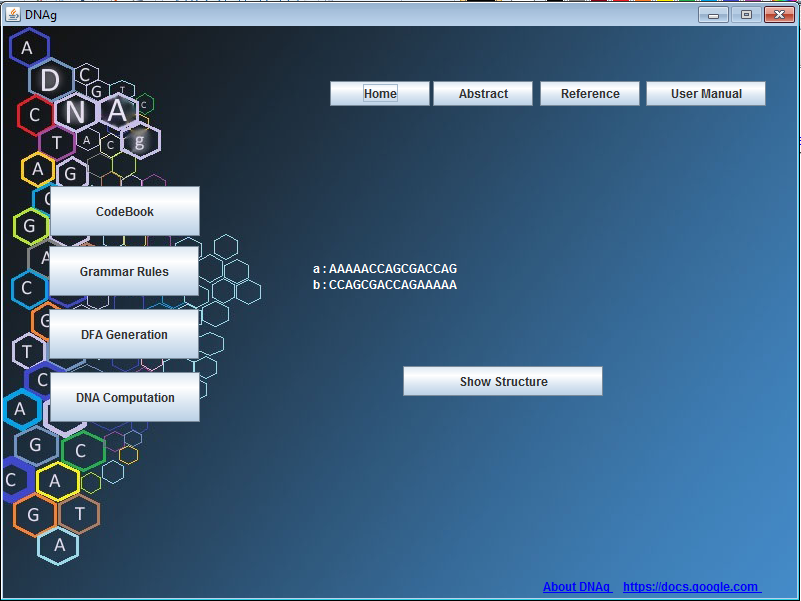 DNAg
A
D
C
G
T
C
N
A
C
T
A
C
g
A
G
C
G
A
C
G
T
C
A
G
C
C
A
G
T
A
Home Abstract Reference User Manual
CodeBook
Grammar Rules
DFA Generation
DNA Computation
a:AAAAACCAGCGACCAG
b:CCAGCGACCAGAAAAA
Show Structure
About DNAg https://docs.google.com